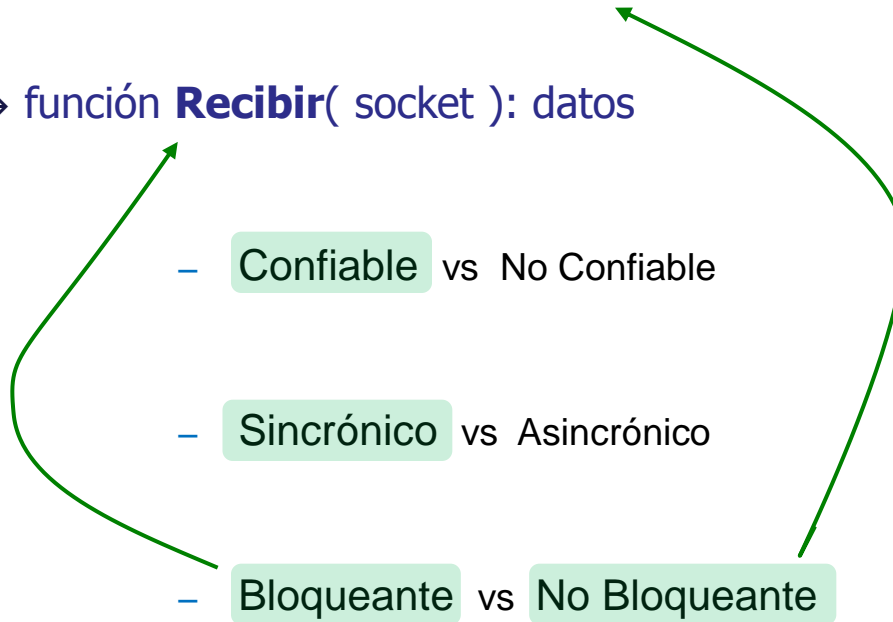 función Recibir( socket ): datos
– Confiable vs No Confiable
– Sincrónico vs Asincrónico
– Bloqueante vs No Bloqueante